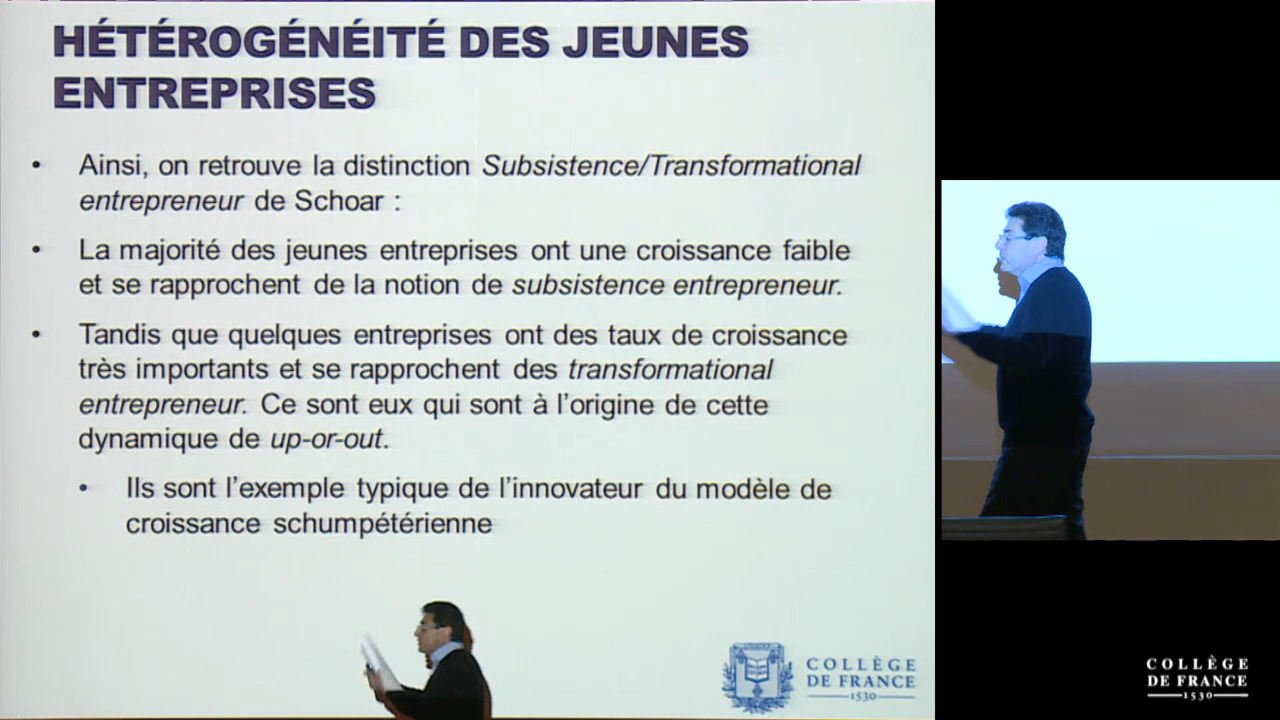 HÉTÉROGÉNÉITÉ DES JEUNES
ENTREPRISES
• Ainsi, on retrouve la distinction Subsistence/Transformational
entrepreneur de Schoar :
• La majorité des jeunes entreprises ont une croissance faible
et se rapprochent de la notion de subsistence entrepreneur.
• Tandis que quelques entreprises ont des taux de croissance
très importants et se rapprochent des transformational
entrepreneur. Ce sont eux qui sont à l'origine de cette
dynamique de up-or-out.
• Ils sont l'exemple typique de l'innovateur du modèle de
croissance schumpétérienne
COLLÈGE
DE FRANCE
1530
COLLÈGE
DE FRANCE
1530